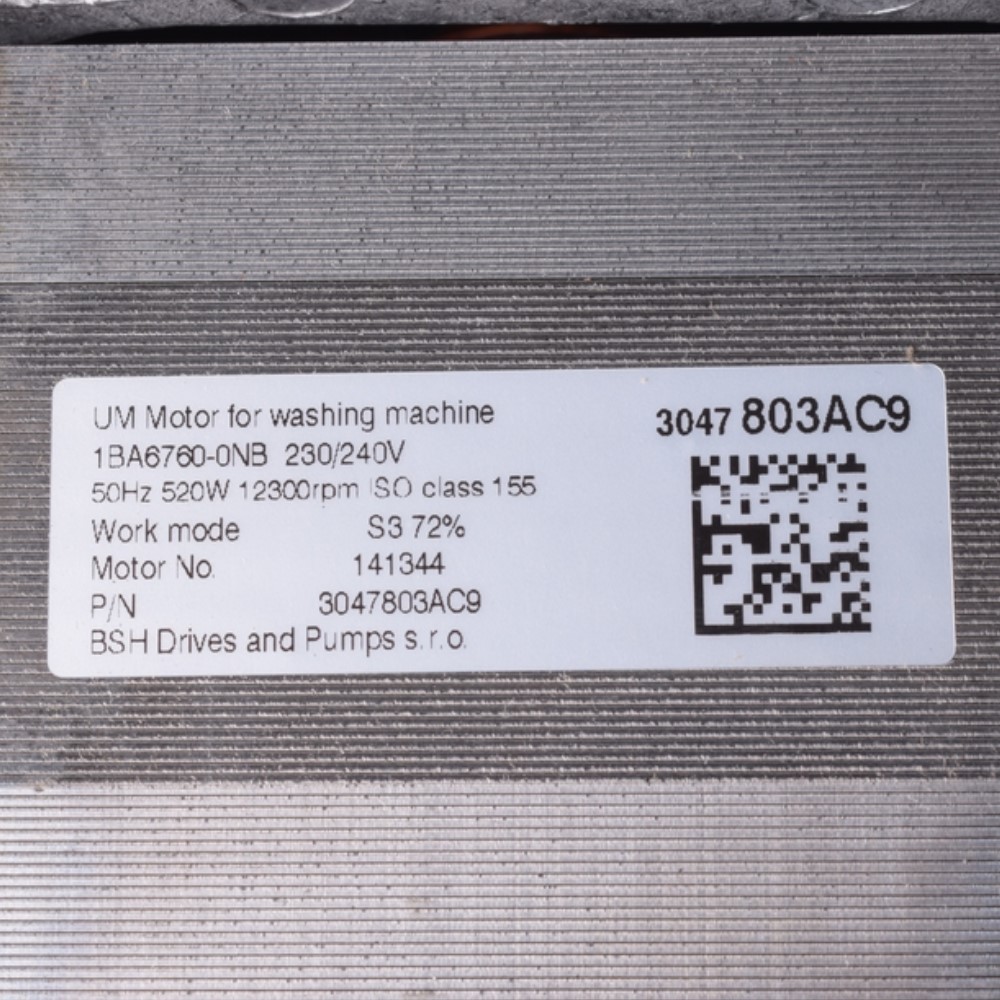 UM Motor for washing machine
1BA6760-0NB 230/240V
50Hz 520W 12300rpm ISO class 155
Work mode S3 72%
Motor No. 141344
P/N 3047803AC9
BSH Drives and Pumps s.r.o.
3047 803AC9